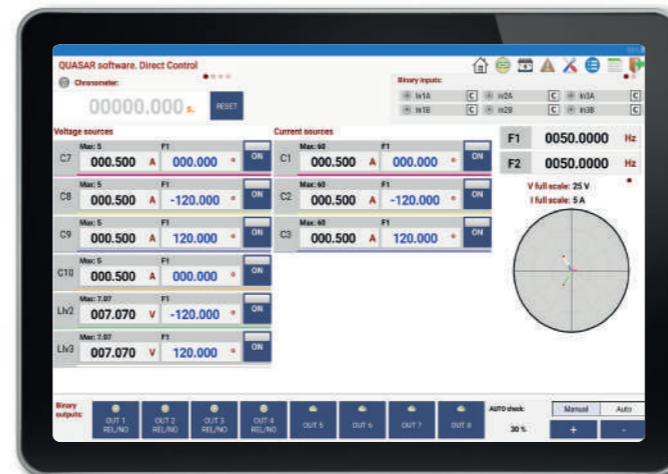 QUASAR software. Direct Control
Chronometer:
00000.000 s. RESET
Binary inputs:
In1A C In2A C In3A C
In1B C In2B C In3B C
Voltage sources
Max: 5 F1
C7 000.500 A 000.000 ° ON
Max: 5 F1
C8 000.500 A -120.000 ° ON
Max: 5 F1
C9 000.500 A 120.000 ° ON
Max: 5 F1
C10 000.500 A 000.000 ° ON
Max: 7.07 F1
Llv2 007.070 V -120.000 ° ON
Max: 7.07 F1
Llv3 007.070 V 120.000 ° ON
Current sources
Max: 60 F1
C1 000.500 A 000.000 ° ON
Max: 60 F1
C2 000.500 A -120.000 ° ON
Max: 60 F1
C3 000.500 A 120.000 ° ON
F1 0050.0000 Hz
F2 0050.0000 Hz
V full scale: 25 V
I full scale: 5 A
Binary
outputs:
OUT 1
REL/NO
OUT 2
REL/NO
OUT 3
REL/NO
OUT 4
REL/NO
OUT 5
OUT 6
OUT 7
OUT 8
AUTO check: Manual Auto
30 % + -